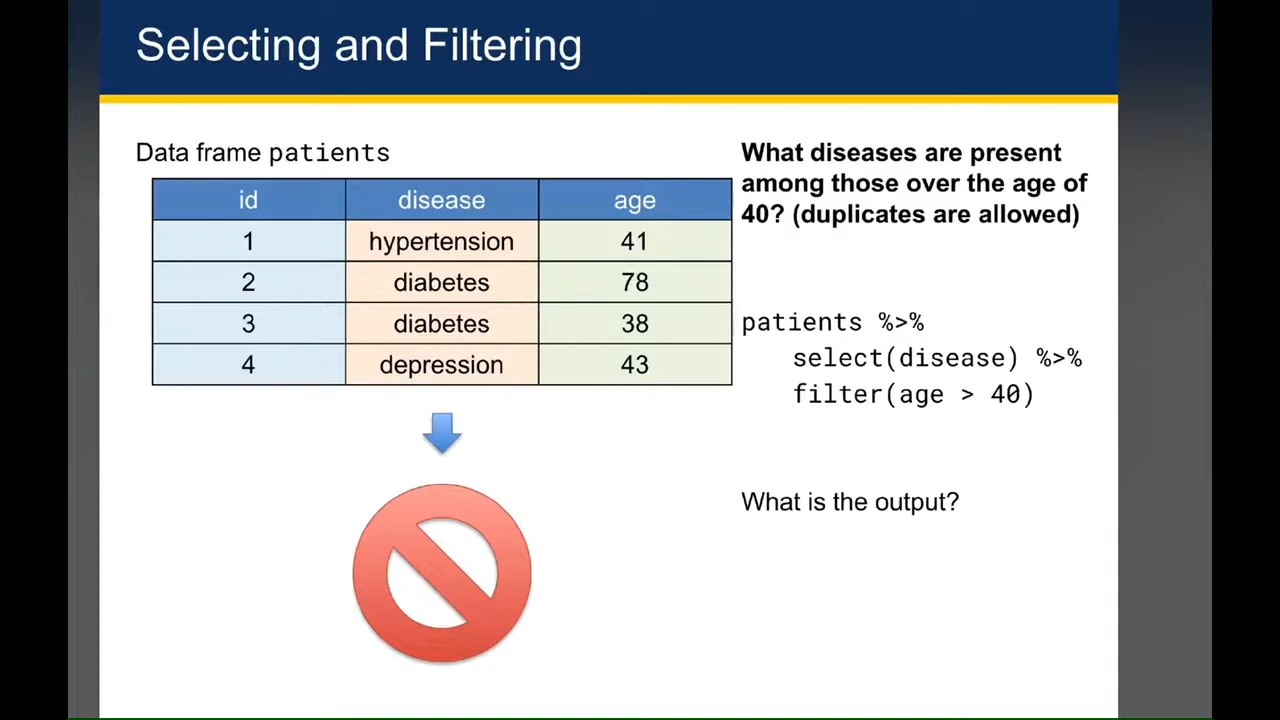 Selecting and Filtering
Data frame patients
id disease age
1 hypertension 41
2 diabetes 78
3 diabetes 38
4 depression 43
What diseases are present
among those over the age of
40? (duplicates are allowed)
patients %>%
select(disease) %>%
filter(age > 40)
What is the output?